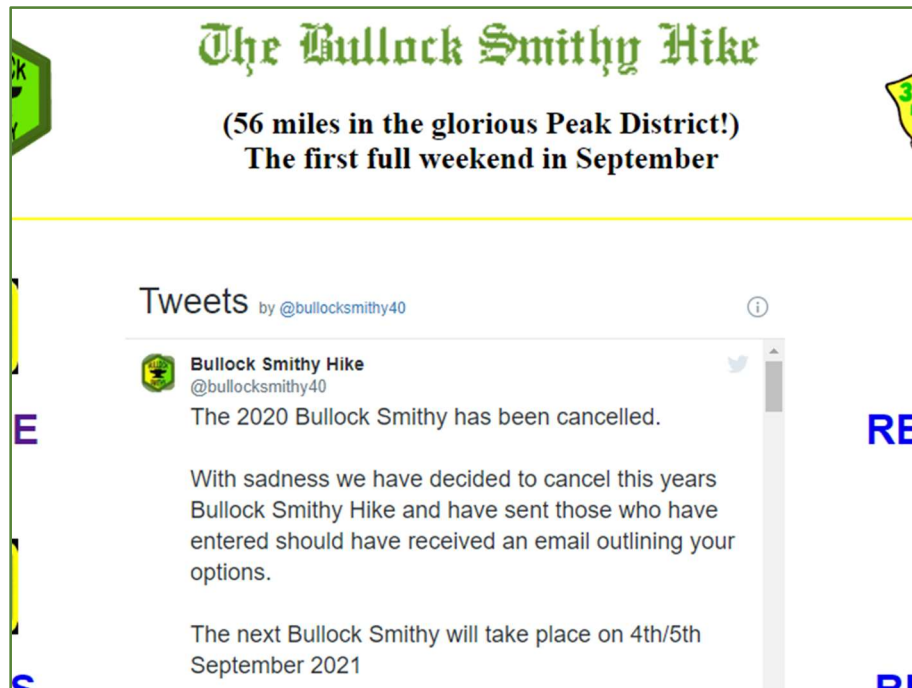 The Bullock Smithy Hike
(56 miles in the glorious Peak District!)
The first full weekend in September
Tweets by @bullocksmithy40
Bullock Smithy Hike
@bullocksmithy40
The 2020 Bullock Smithy has been cancelled.
With sadness we have decided to cancel this years
Bullock Smithy Hike and have sent those who have
entered should have received an email outlining your
options.
E
RE
The next Bullock Smithy will take place on 4th/5th
September 2021